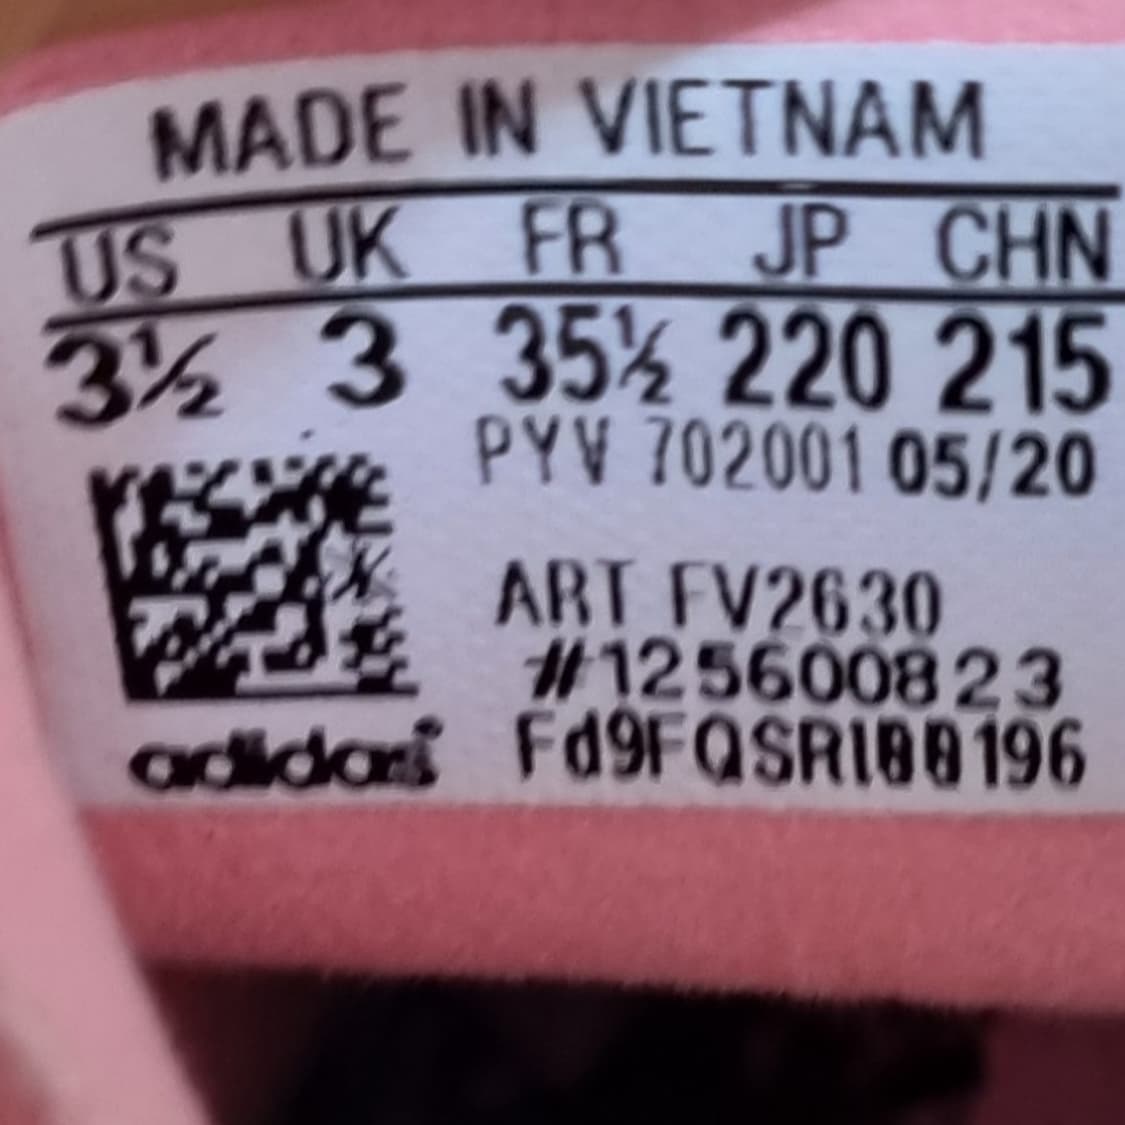 MADE IN VIETNAM
US UK FR JP CHN
3½ 3 35½ 220 215
PYV 702001 05/20
ART FV2630
#125600823
adidas